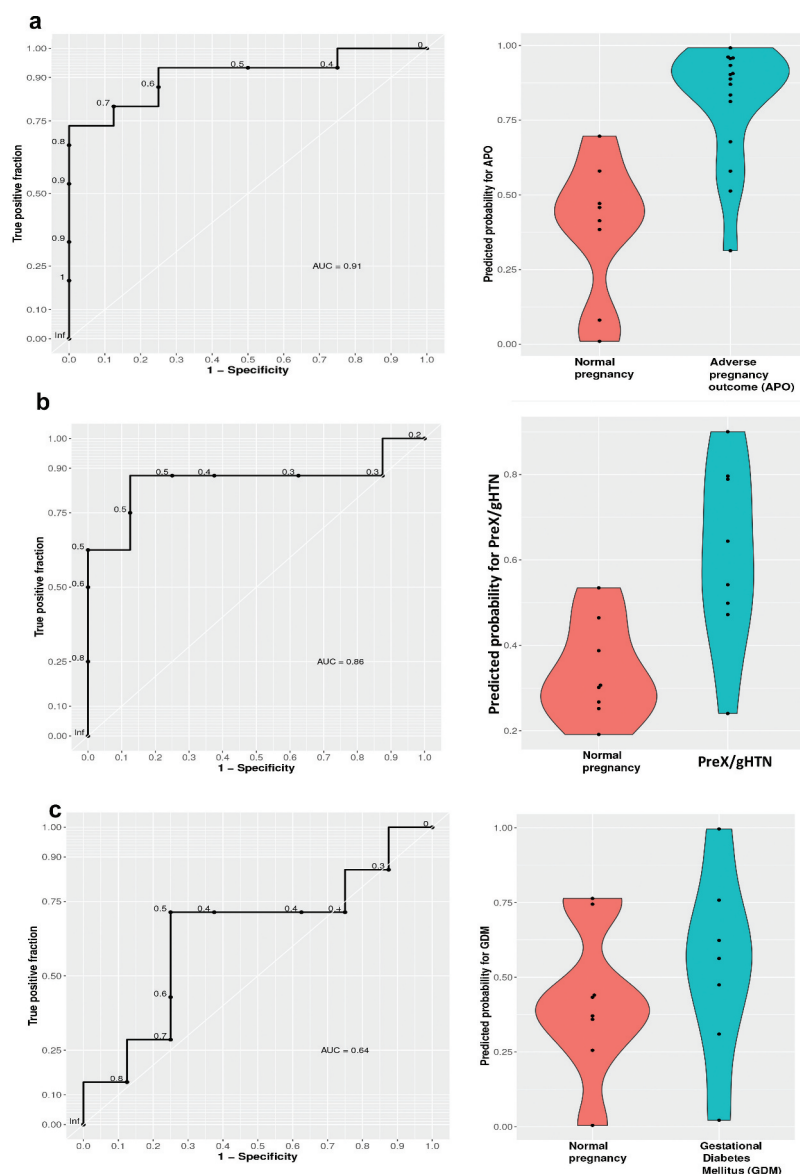 a
1.00
0.90
0.75
0.50
0.25
0.10
0.00
True positive fraction
0
0.4
0.5
0.6
0.7
0.8
0.9
0.9
1
Inf
AUC = 0.91
0.0 0.1 0.2 0.3 0.4 0.5 0.6 0.7 0.8 0.9 1.0
1 − Specificity
Predicted probability for APO
1.00
0.75
0.50
0.25
0.00
Normal
pregnancy
Adverse
pregnancy
outcome (APO)
b
1.00
0.90
0.75
0.50
0.25
0.10
0.00
True positive fraction
0.2
0.3
0.3
0.4
0.5
0.5
0.5
0.6
0.8
Inf
AUC = 0.86
0.0 0.1 0.2 0.3 0.4 0.5 0.6 0.7 0.8 0.9 1.0
1 − Specificity
Predicted probability for PreX/gHTN
0.8
0.6
0.4
0.2
Normal
pregnancy
PreX/gHTN
c
1.00
0.90
0.75
0.50
0.25
0.10
0.00
True positive fraction
0
0.3
0.4
0.4
0.4
0.5
0.6
0.7
0.8
Inf
AUC = 0.64
0.0 0.1 0.2 0.3 0.4 0.5 0.6 0.7 0.8 0.9 1.0
1 − Specificity
Predicted probability for GDM
1.00
0.75
0.50
0.25
0.00
Normal
pregnancy
Gestational
Diabetes
Mellitus (GDM)